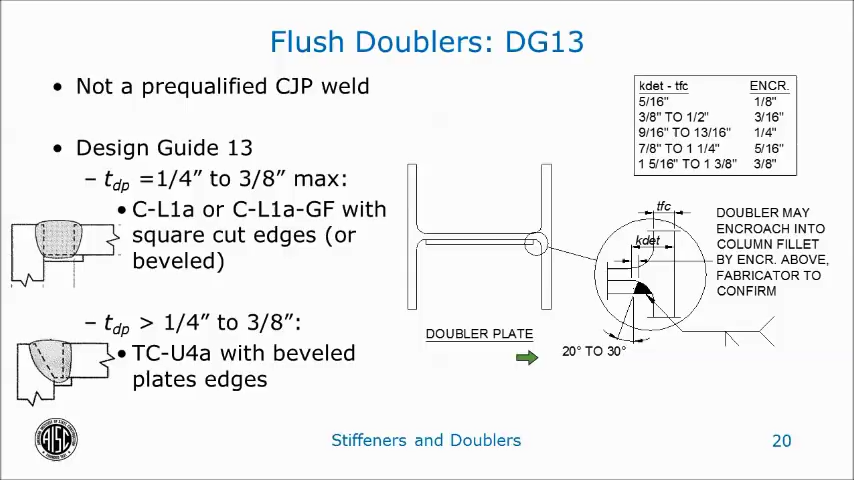 Flush Doublers: DG13
• Not a prequalified CJP weld
• Design Guide 13
– tdp =1/4” to 3/8” max:
• C-L1a or C-L1a-GF with
square cut edges (or
beveled)
– tdp > 1/4” to 3/8”:
• TC-U4a with beveled
plates edges
kdet - tfc ENCR.
5/16" 1/8"
3/8" TO 1/2" 3/16"
9/16" TO 13/16" 1/4"
7/8" TO 1 1/4" 5/16"
1 5/16" TO 1 3/8" 3/8"
tfc
kdet
DOUBLER MAY
ENCROACH INTO
COLUMN FILLET
BY ENCR. ABOVE,
FABRICATOR TO
CONFIRM
DOUBLER PLATE
20° TO 30°
AISC
Stiffeners and Doublers
20